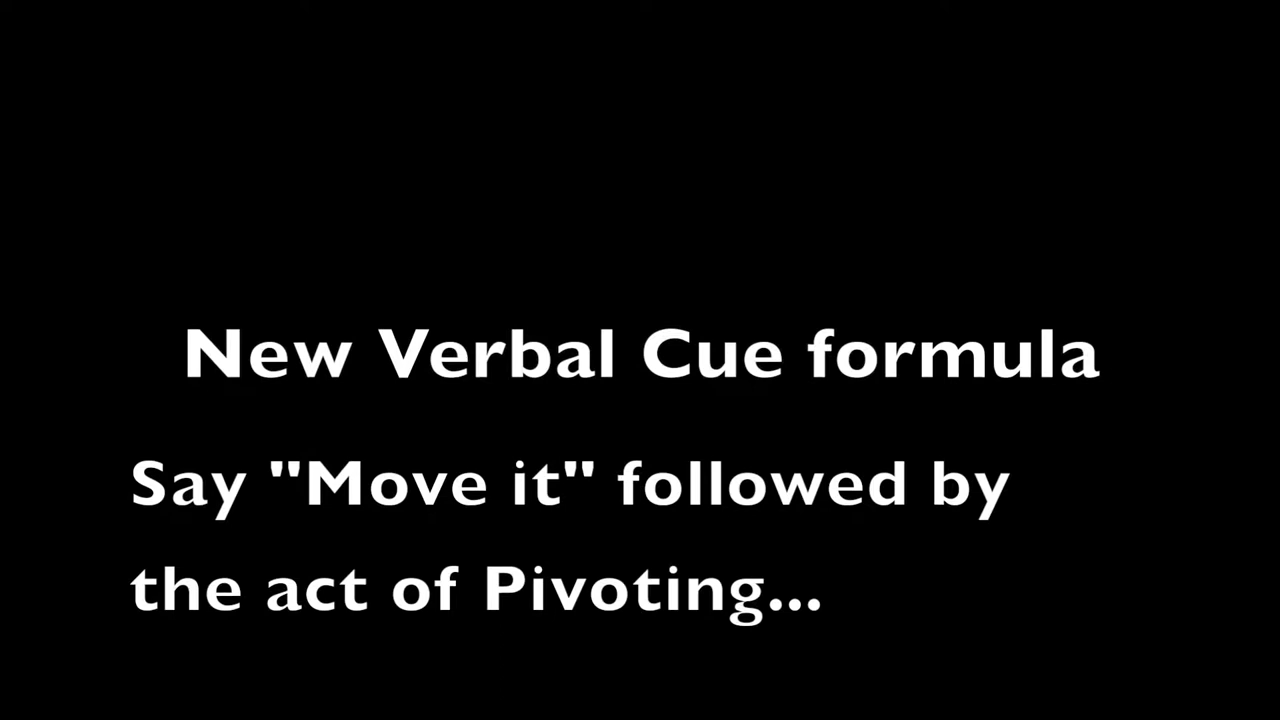 New Verbal Cue formula
Say "Move it" followed by
the act of Pivoting...